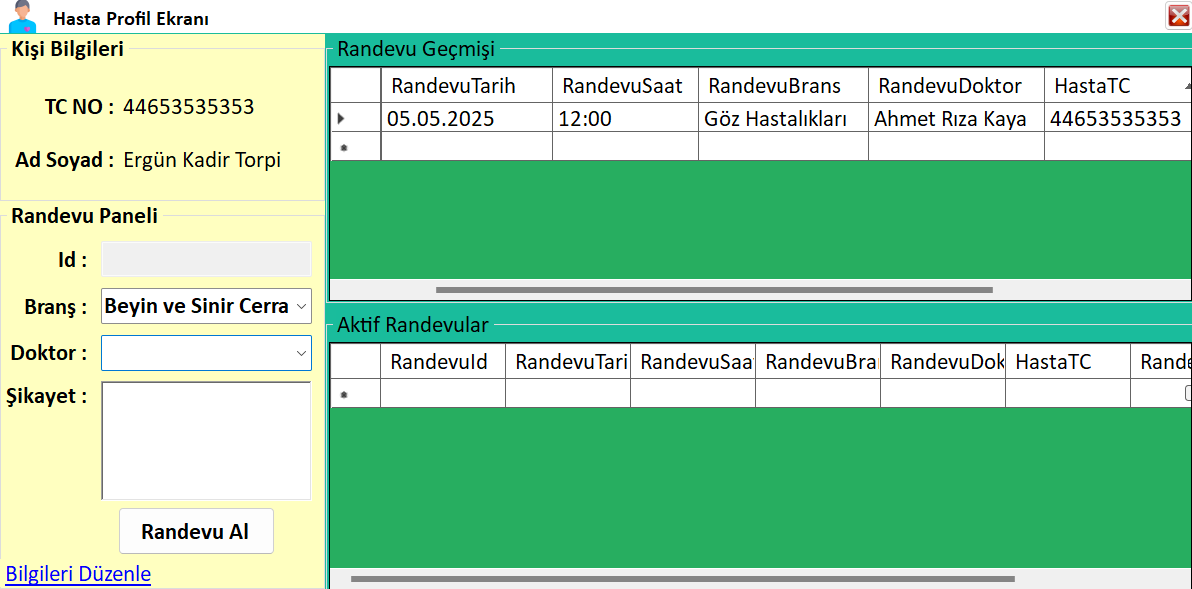 Hasta Profil Ekranı
Kişi Bilgileri
TC NO : 44653535353
Ad Soyad : Ergün Kadir Torpi
Randevu Paneli
Id :
Branş : Beyin ve Sinir Cerra
Doktor :
Şikayet :
Randevu Al
Bilgileri Düzenle
Randevu Geçmişi
RandevuTarih RandevuSaat RandevuBrans RandevuDoktor HastaTC
05.05.2025 12:00 Göz Hastalıkları Ahmet Rıza Kaya 44653535353
Aktif Randevular
RandevuId RandevuTari RandevuSaa RandevuBra RandevuDok HastaTC Rande